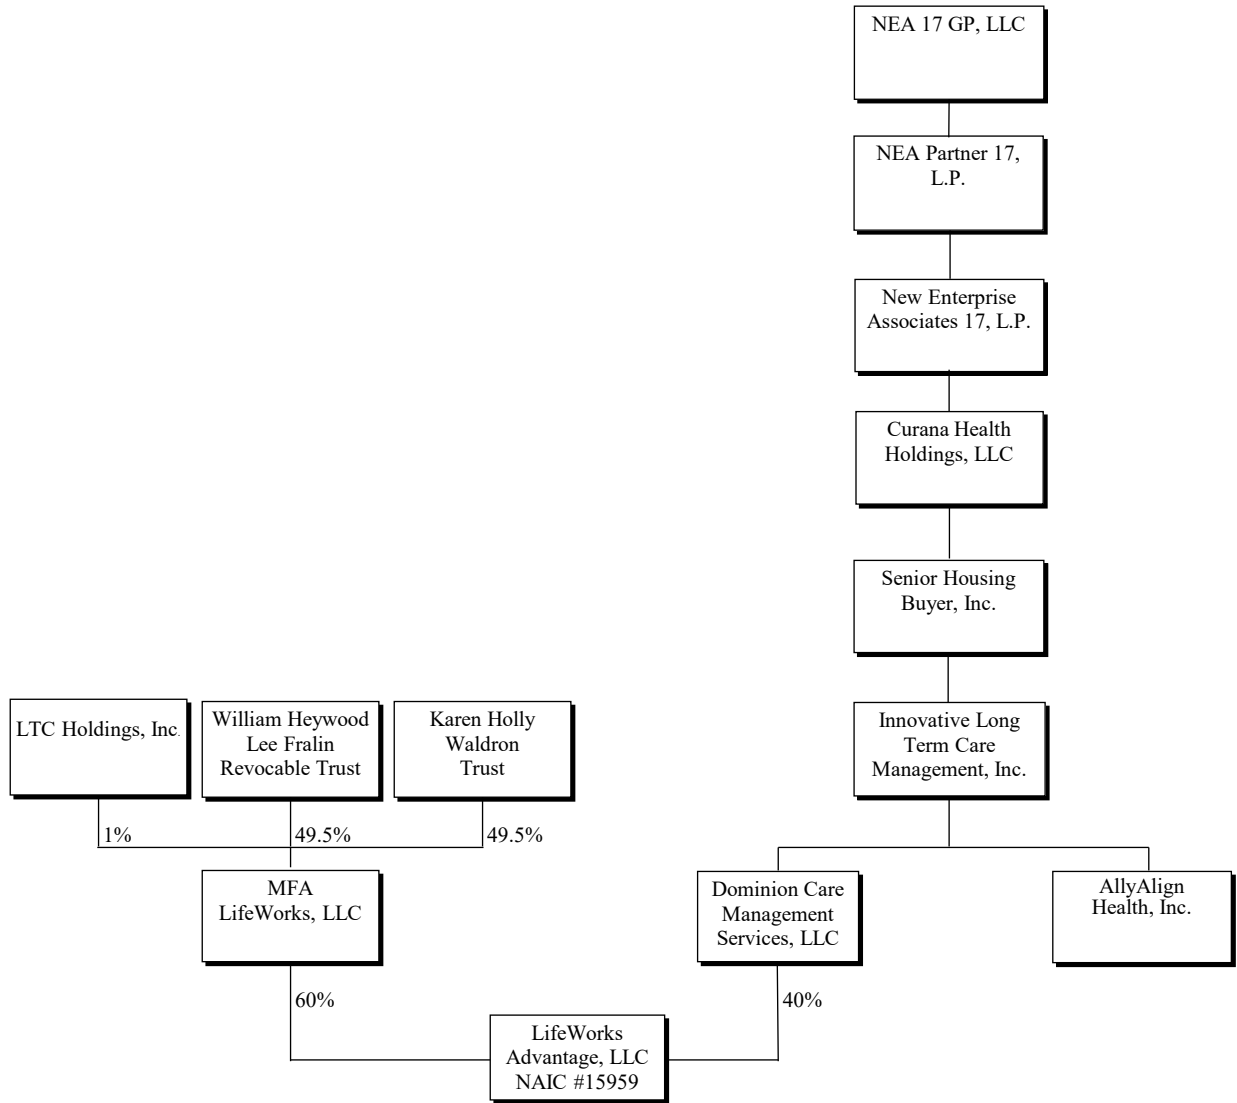 NEA 17 GP, LLC
NEA Partner 17,
L.P.
New Enterprise
Associates 17, L.P.
Curana Health
Holdings, LLC
Senior Housing
Buyer, Inc.
LTC Holdings, Inc.
William Heywood
Lee Fralin
Revocable Trust
Karen Holly
Waldron
Trust
Innovative Long
Term Care
Management, Inc.
1%
49.5%
49.5%
MFA
LifeWorks, LLC
Dominion Care
Management
Services, LLC
AllyAlign
Health, Inc.
60%
40%
LifeWorks
Advantage, LLC
NAIC #15959